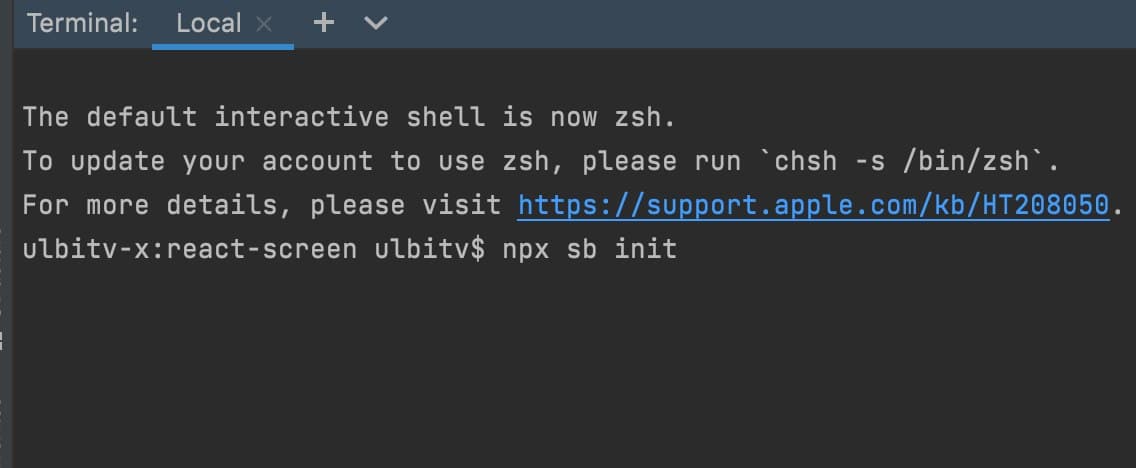 Terminal: Local × + ⌄
The default interactive shell is now zsh.
To update your account to use zsh, please run `chsh -s /bin/zsh`.
For more details, please visit https://support.apple.com/kb/HT208050.
ulbitv-x:react-screen ulbitv$ npx sb init